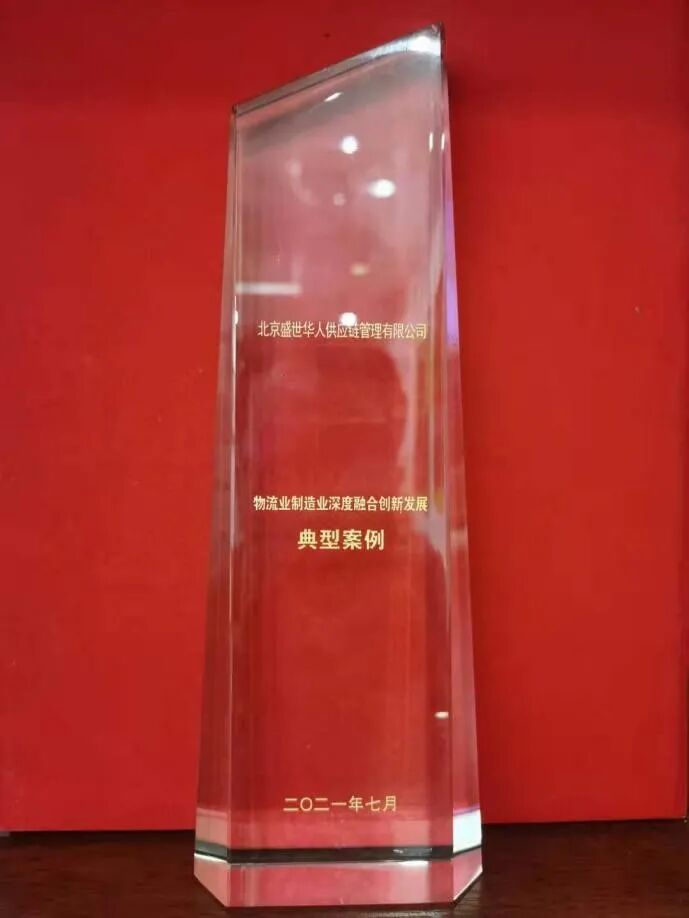 北京盛世华人供应链管理有限公司
物流业制造业深度融合创新发展
典型案例
二〇二一年七月